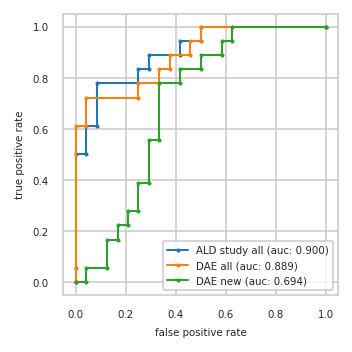 1.0
0.8
0.6
0.4
0.2
0.0
true positive rate
ALD study all (auc: 0.900)
DAE all (auc: 0.889)
DAE new (auc: 0.694)
0.0 0.2 0.4 0.6 0.8 1.0
false positive rate